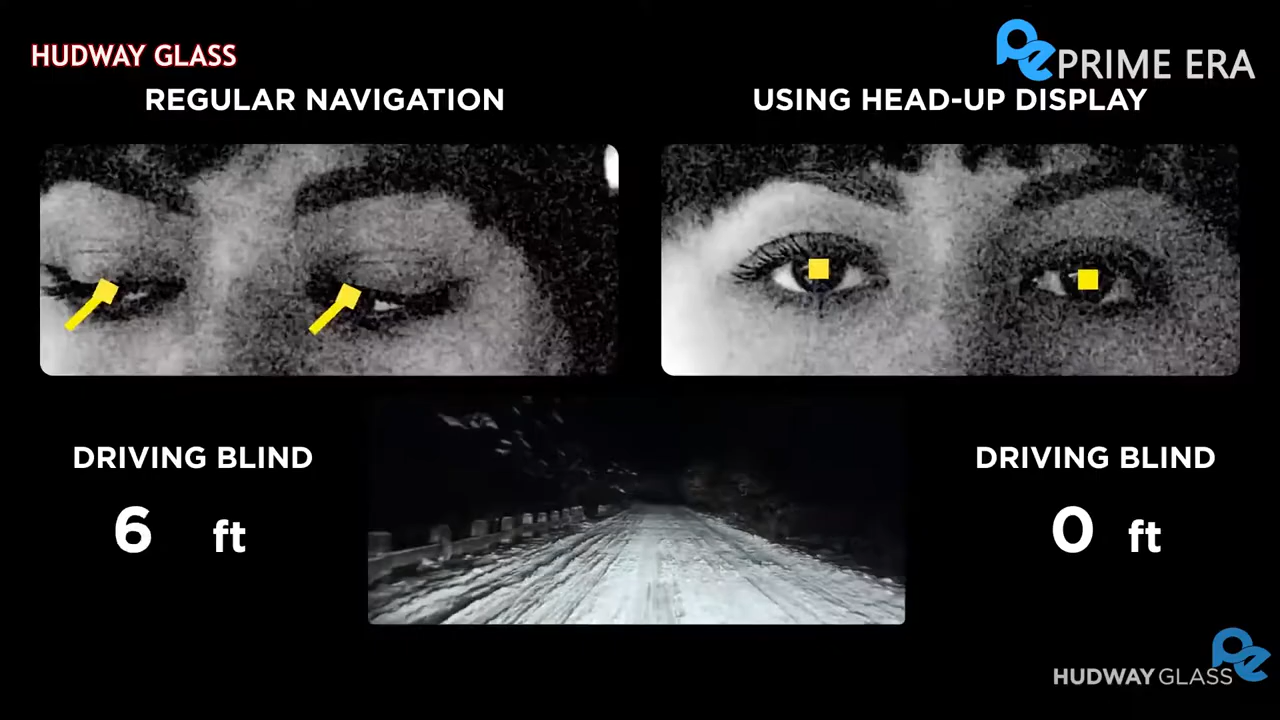 HUDWAY GLASS
PRIME ERA
REGULAR NAVIGATION
USING HEAD-UP DISPLAY
DRIVING BLIND
6 ft
DRIVING BLIND
0 ft
HUDWAY GLASS